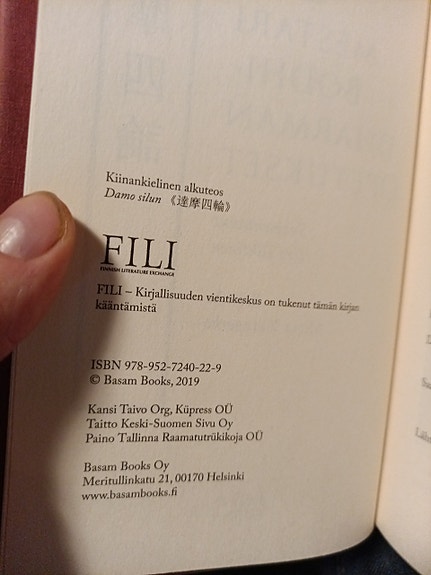 Kiinankielinen alkuteos
Damo silun 《達摩四輪》
FILI
FINNISH LITERATURE EXCHANGE
FILI – Kirjallisuuden vientikeskus on tukenut tämän kirjan
kääntämistä
ISBN 978-952-7240-22-9
© Basam Books, 2019
Kansi Taivo Org, Küpress OÜ
Taitto Keski-Suomen Sivu Oy
Paino Tallinna Raamatutrükikoja OÜ
Basam Books Oy
Meritullinkatu 21, 00170 Helsinki
www.basambooks.fi